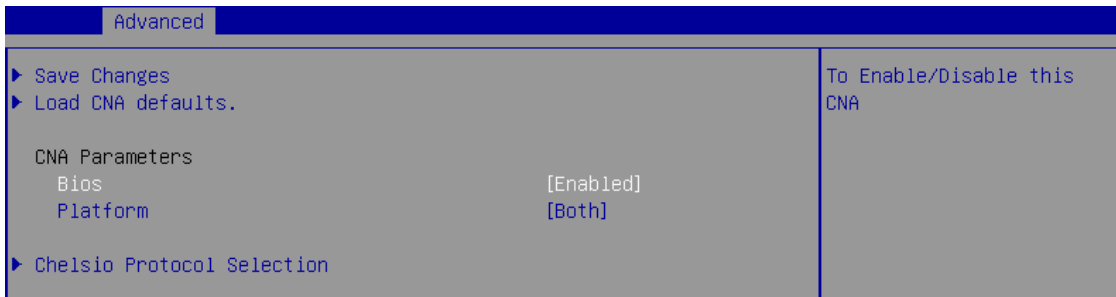 Advanced
Save Changes
Load CNA defaults.
CNA Parameters
Bios [Enabled]
Platform [Both]
Chelsio Protocol Selection
To Enable/Disable this
CNA